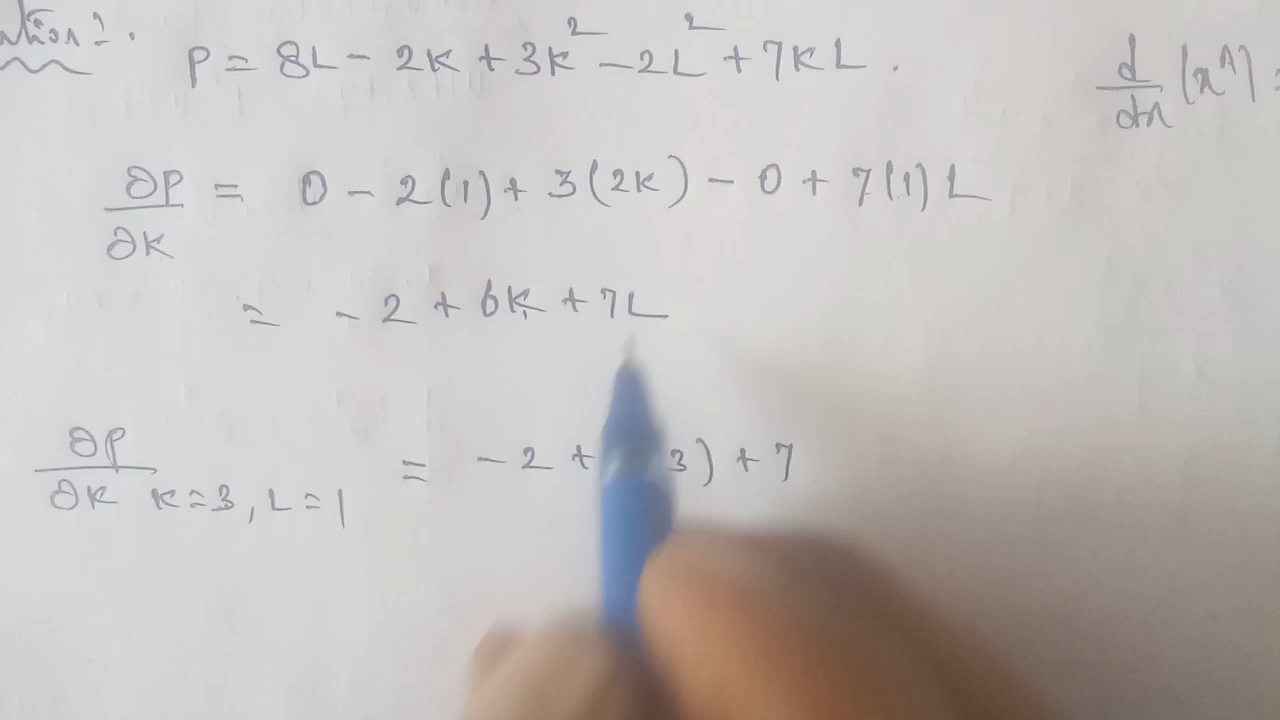 P = 8L - 2K + 3K² - 2L² + 7KL .
d/dx (xⁿ) =
∂P/∂K = 0 - 2(1) + 3(2K) - 0 + 7(1)L
= -2 + 6K + 7L
∂P/∂K K=3, L=1 = -2 + 3) + 7